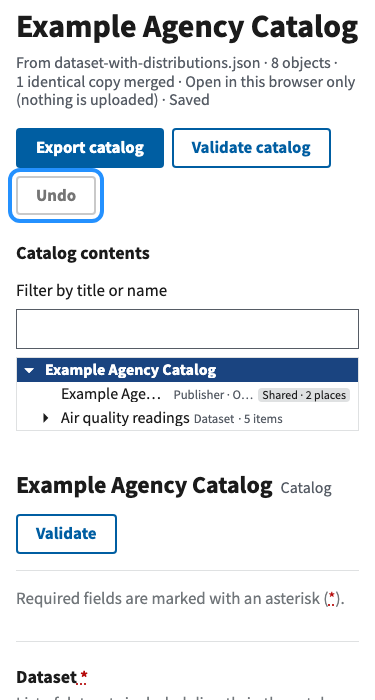 Example Agency Catalog
From dataset-with-distributions.json · 8 objects ·
1 identical copy merged · Open in this browser only
(nothing is uploaded) · Saved
Export catalog
Validate catalog
Undo
Catalog contents
Filter by title or name
Example Agency Catalog
Example Age… Publisher · O… Shared · 2 places
Air quality readings Dataset · 5 items
Example Agency Catalog Catalog
Validate
Required fields are marked with an asterisk (*).
Dataset *